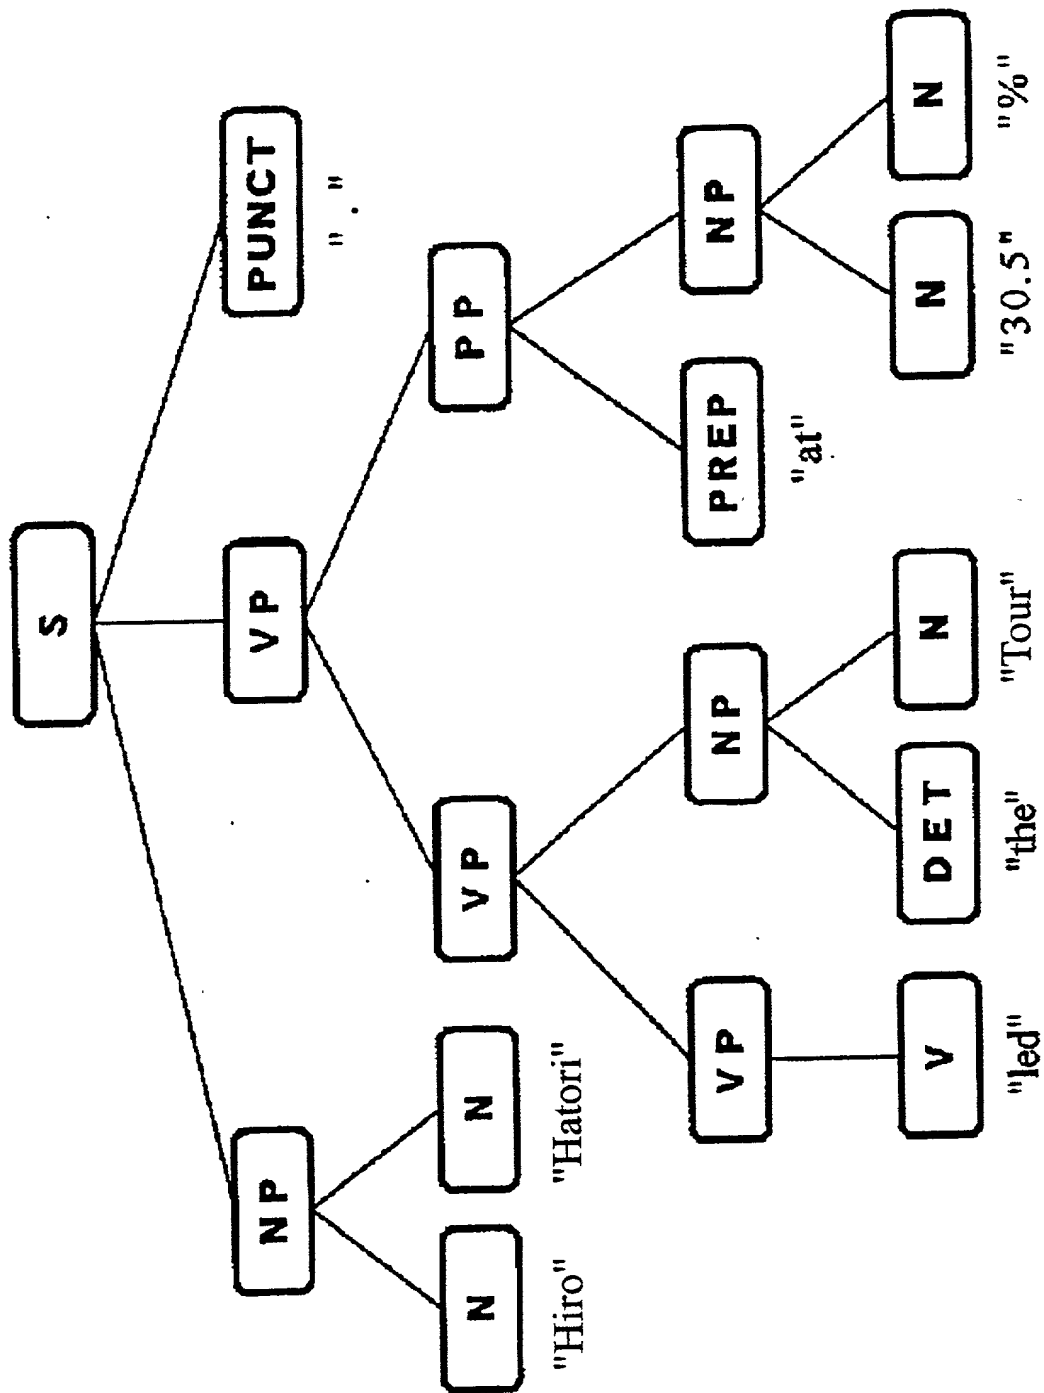 S
NP VP PUNCT
"."
N N VP PP
"Hiro" "Hatori"
VP NP PREP NP
"at"
V DET N N N
"led" "the" "Tour" "30.5" "%"